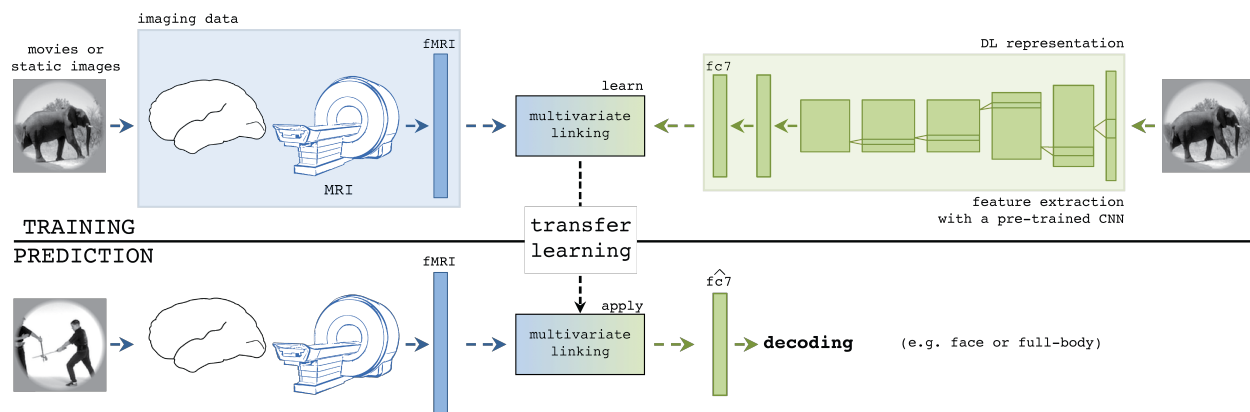 imaging data
movies or
static images
fMRI
MRI
learn
multivariate
linking
DL representation
fc7
feature extraction
with a pre-trained CNN
TRAINING
transfer
learning
PREDICTION
fMRI
apply
multivariate
linking
fc7
decoding
(e.g. face or full-body)